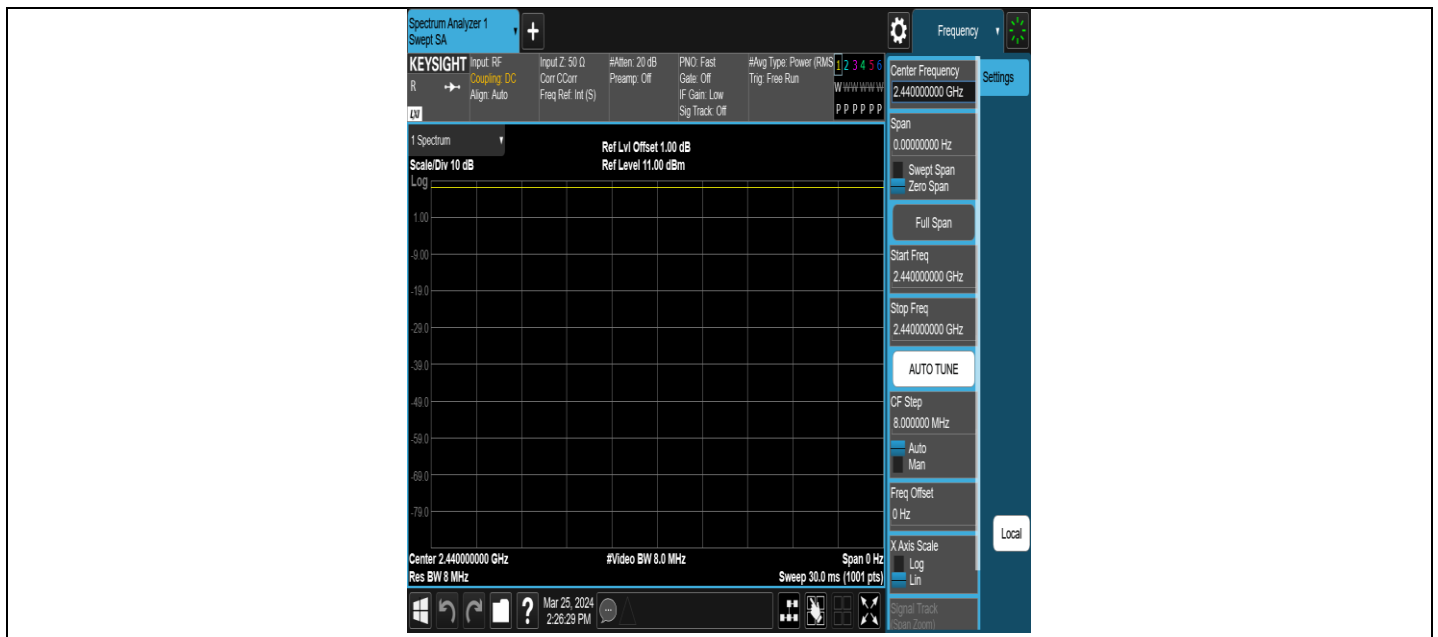 Spectrum Analyzer 1
Swept SA
Frequency
KEYSIGHT
R
LXI
Input: RF
Coupling: DC
Align: Auto
Input Z: 50 Ω
Corr CCorr
Freq Ref: Int (S)
#Atten: 20 dB
Preamp: Off
PNO: Fast
Gate: Off
IF Gain: Low
Sig Track: Off
#Avg Type: Power (RMS
Trig: Free Run
1 2 3 4 5 6
W W W W W W
P P P P P P
1 Spectrum
Scale/Div 10 dB
Ref Lvl Offset 1.00 dB
Ref Level 11.00 dBm
Log
1.00
-9.00
-19.0
-29.0
-39.0
-49.0
-59.0
-69.0
-79.0
Center 2.440000000 GHz
#Video BW 8.0 MHz
Span 0 Hz
Res BW 8 MHz
Sweep 30.0 ms (1001 pts)
Mar 25, 2024
2:26:29 PM
Center Frequency
2.440000000 GHz
Settings
Span
0.00000000 Hz
Swept Span
Zero Span
Full Span
Start Freq
2.440000000 GHz
Stop Freq
2.440000000 GHz
AUTO TUNE
CF Step
8.000000 MHz
Auto
Man
Freq Offset
0 Hz
X Axis Scale
Log
Lin
Signal Track
(Span Zoom)
Local